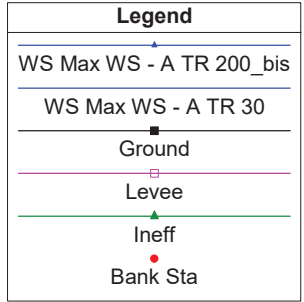 Legend
WS Max WS - A TR 200_bis
WS Max WS - A TR 30
Ground
Levee
Ineff
Bank Sta